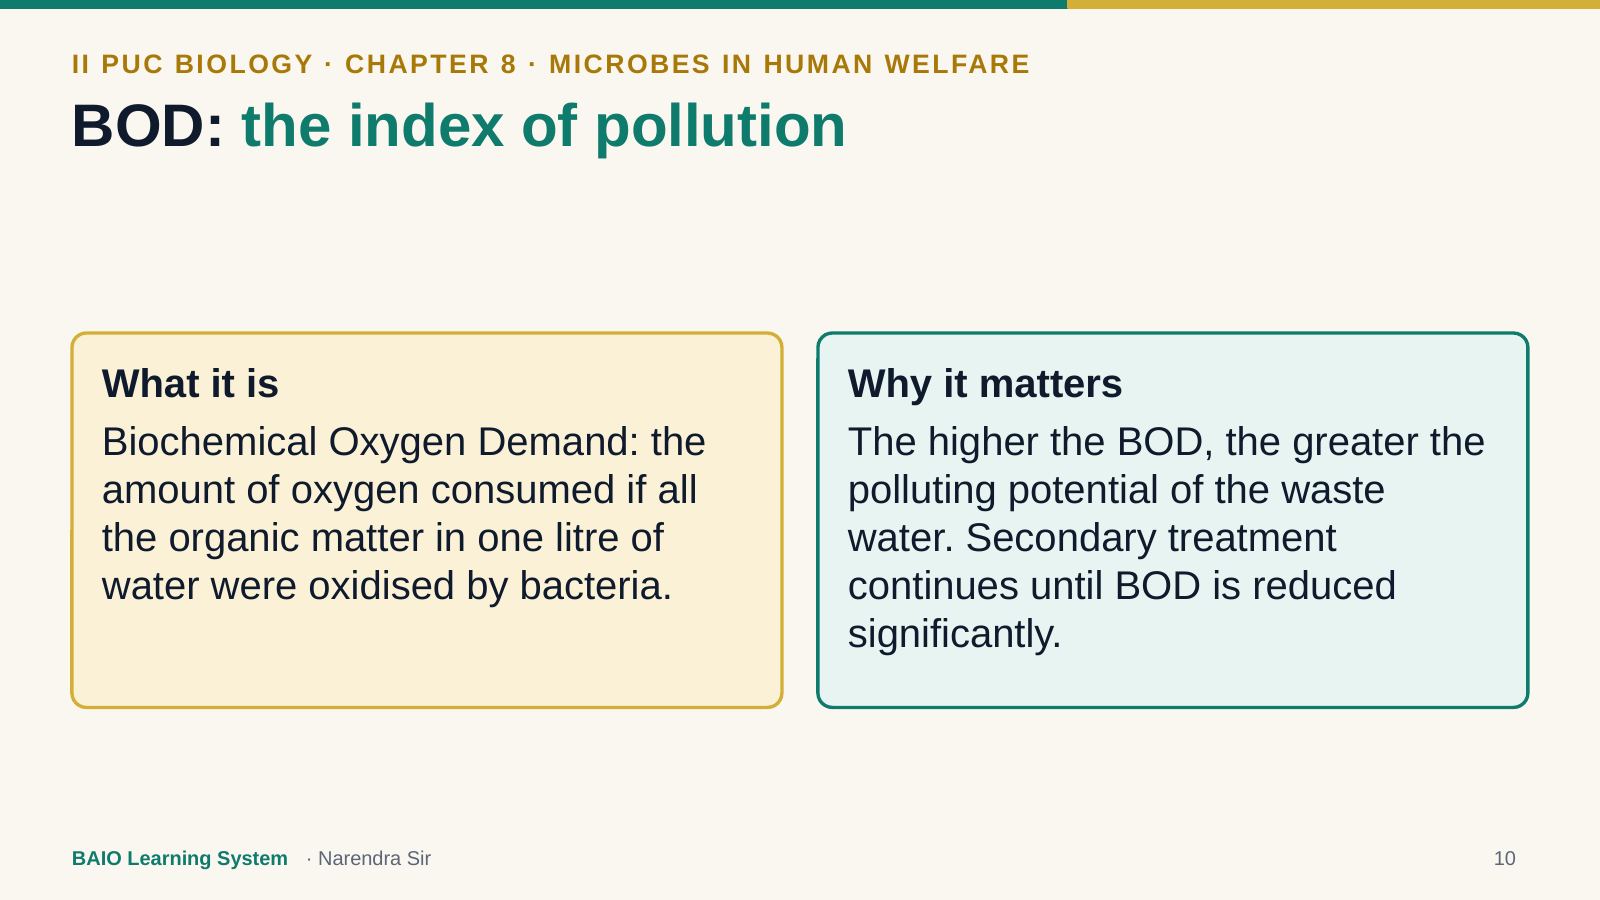 II PUC BIOLOGY · CHAPTER 8 · MICROBES IN HUMAN WELFARE
BOD: the index of pollution
What it is
Biochemical Oxygen Demand: the
amount of oxygen consumed if all
the organic matter in one litre of
water were oxidised by bacteria.
Why it matters
The higher the BOD, the greater the
polluting potential of the waste
water. Secondary treatment
continues until BOD is reduced
significantly.
BAIO Learning System · Narendra Sir
10